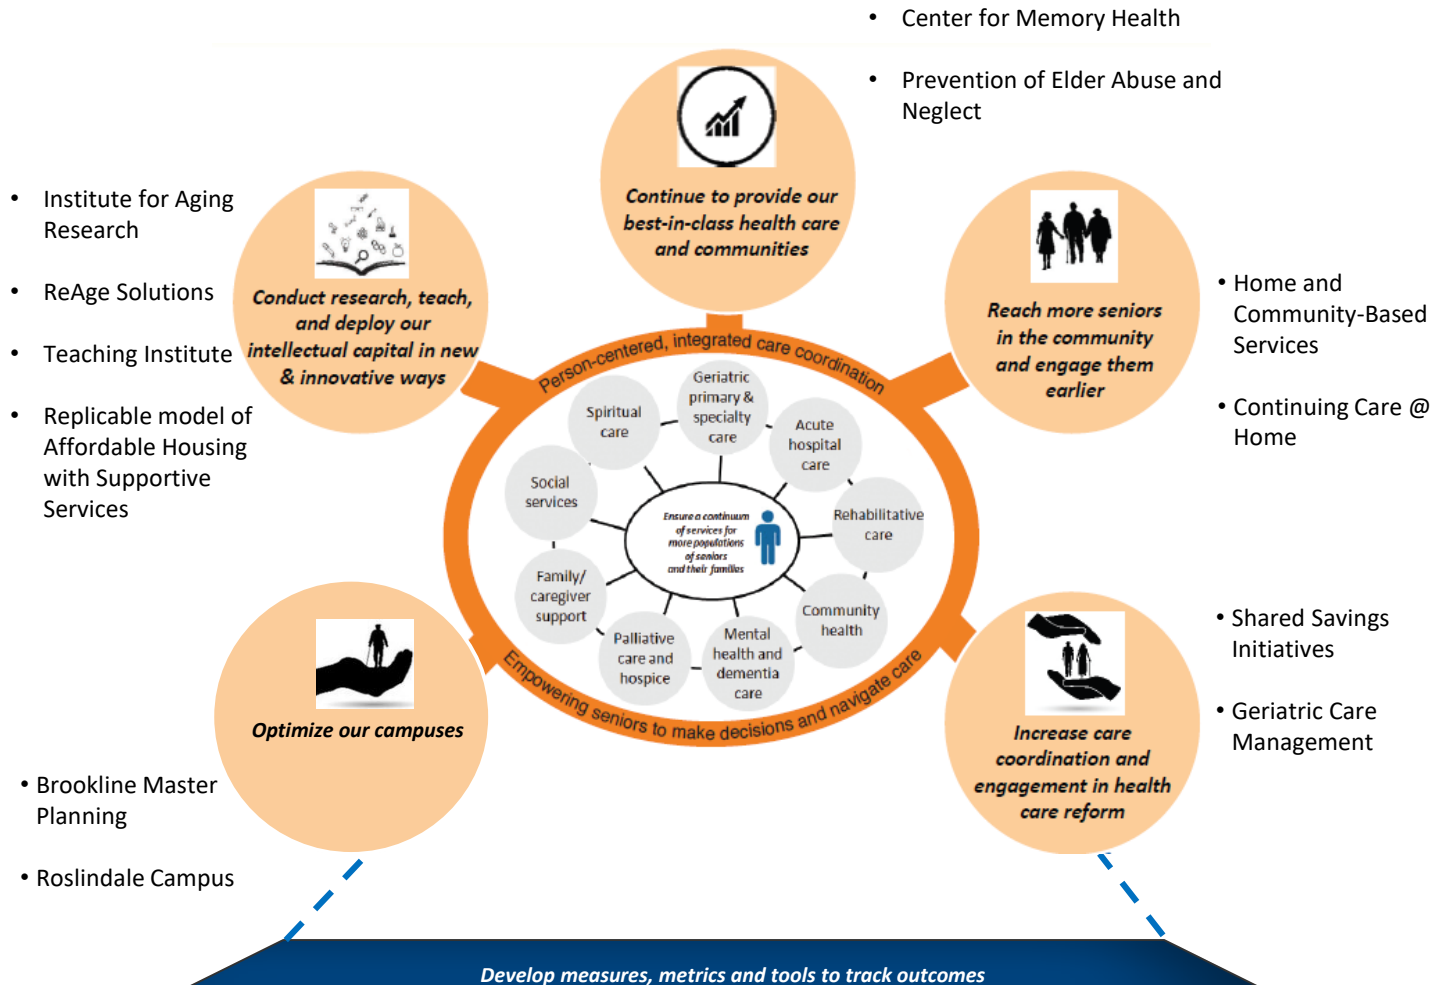 • Center for Memory Health
• Prevention of Elder Abuse and
Neglect
Continue to provide our
best-in-class health care
and communities
• Institute for Aging
Research
• ReAge Solutions
• Teaching Institute
• Replicable model of
Affordable Housing
with Supportive
Services
Conduct research, teach,
and deploy our
intellectual capital in new
& innovative ways
Reach more seniors
in the community
and engage them
earlier
• Home and
Community-Based
Services
• Continuing Care @
Home
Person-centered, integrated care coordination
Geriatric
primary &
specialty
care
Spiritual
care
Acute
hospital
care
Social
services
Rehabilitative
care
Ensure a continuum
of services for
more populations
of seniors
and their families
Family/
caregiver
support
Community
health
Palliative
care and
hospice
Mental
health and
dementia
care
Empowering seniors to make decisions and navigate care
Optimize our campuses
• Brookline Master
Planning
• Roslindale Campus
Increase care
coordination and
engagement in health
care reform
• Shared Savings
Initiatives
• Geriatric Care
Management
Develop measures, metrics and tools to track outcomes